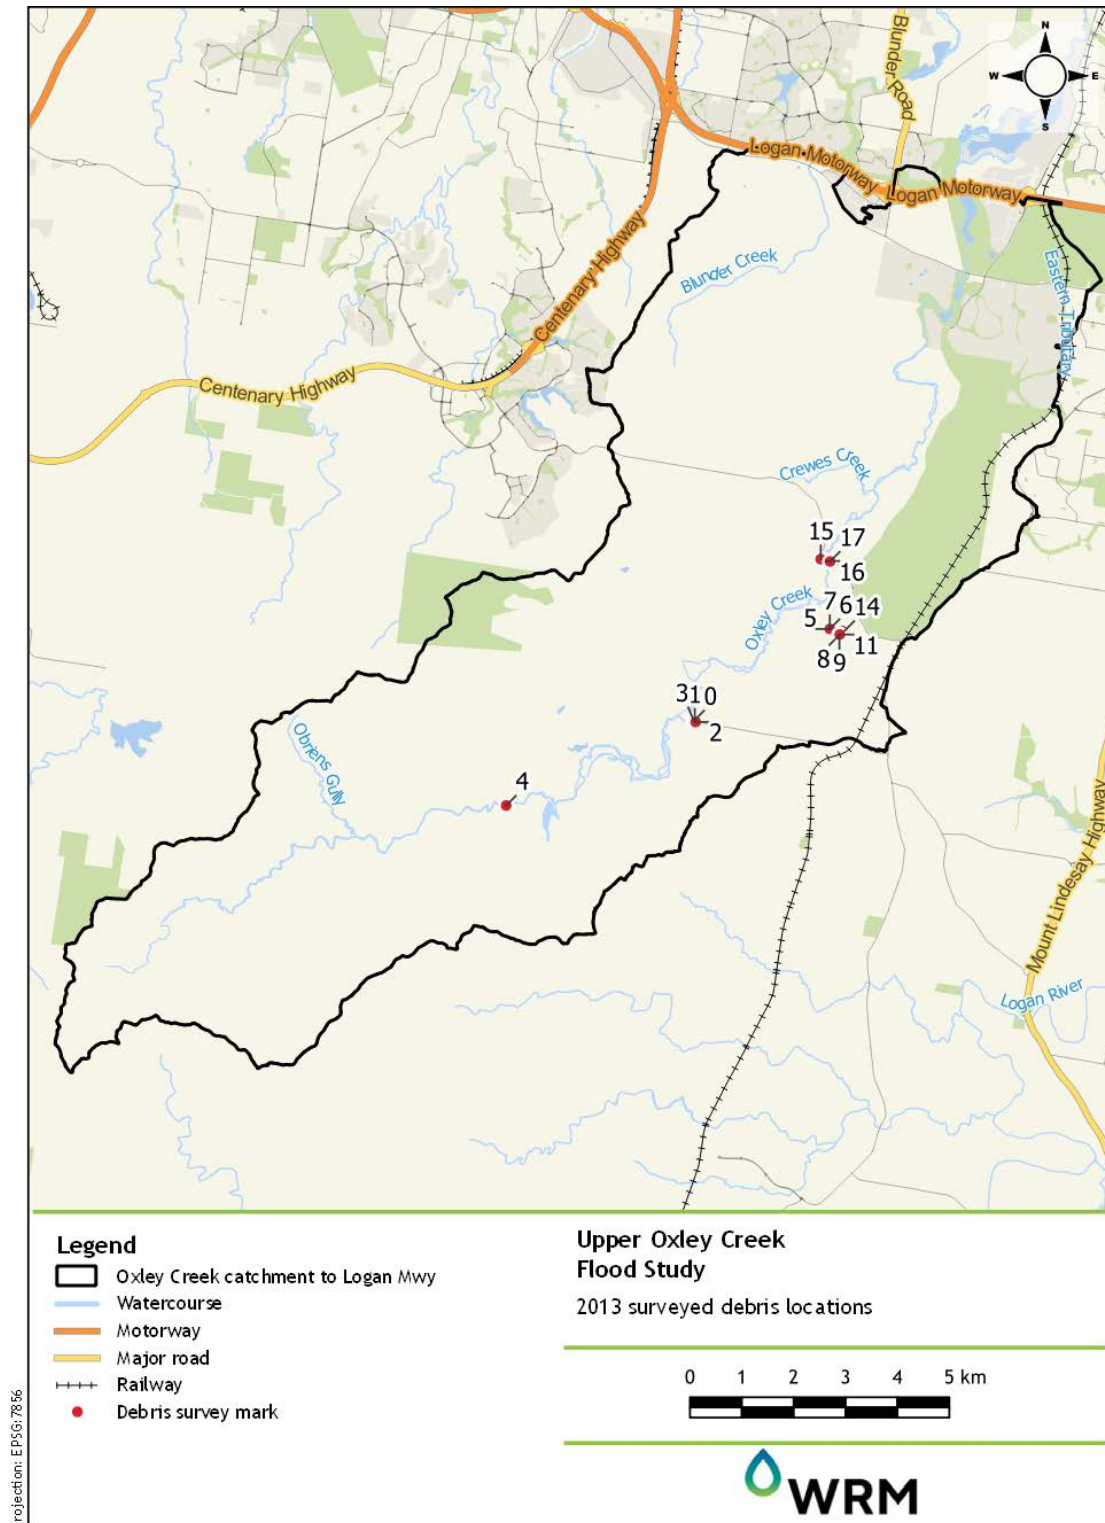 N
W E
S
Blunder Road
Logan Motorway
Logan Motorway
Blunder Creek
Centenary Highway
Eastern Tributary
Centenary Highway
Crewes Creek
15 17
16
Oxley Creek
7 6 14
5
11
8 9
310
2
Obriens Gully
4
Mount Lindesay Highway
Logan River
Legend
Oxley Creek catchment to Logan Mwy
Watercourse
Motorway
Major road
Railway
Debris survey mark
Upper Oxley Creek
Flood Study
2013 surveyed debris locations
0 1 2 3 4 5 km
WRM
rojection: EPSG:7856